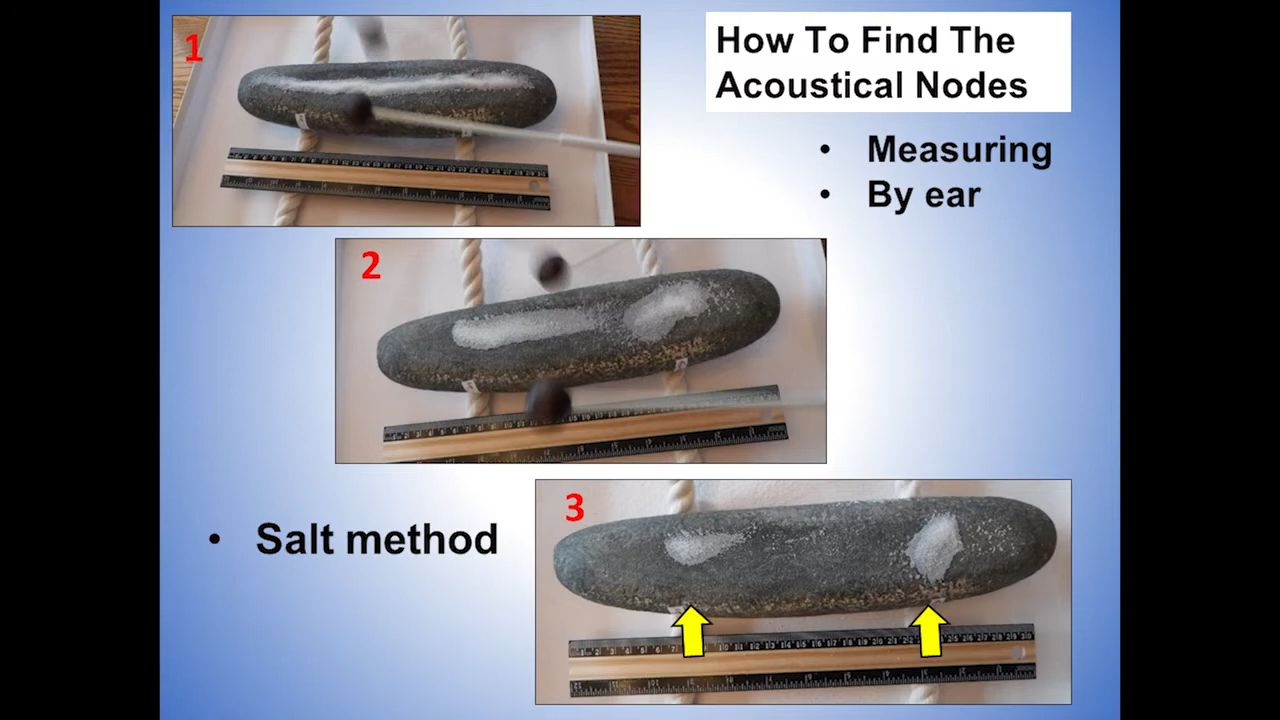 How To Find The
Acoustical Nodes
• Measuring
• By ear
1
2
• Salt method
3